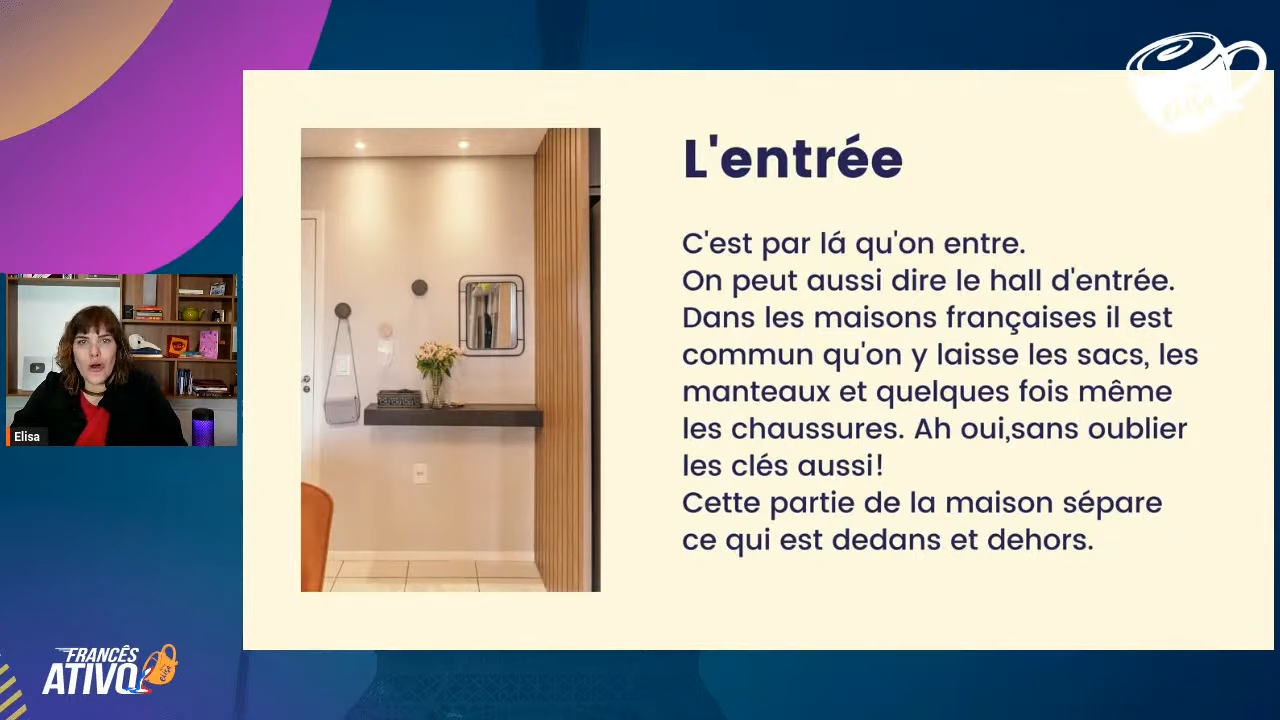 L'entrée
C'est par lá qu'on entre.
On peut aussi dire le hall d'entrée.
Dans les maisons françaises il est
commun qu'on y laisse les sacs, les
manteaux et quelques fois même
les chaussures. Ah oui,sans oublier
les clés aussi!
Cette partie de la maison sépare
ce qui est dedans et dehors.
Elisa
FRANCÊS
ATIVO